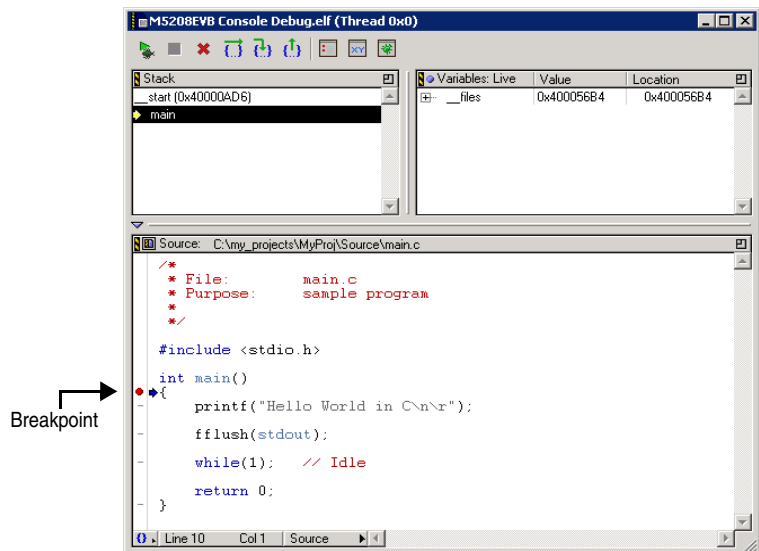 M5208EVB Console Debug.elf (Thread 0x0)
Stack
__start (0x40000AD6)
main
Variables: Live Value Location
__files 0x400056B4 0x400056B4
Source: C:\my_projects\MyProj\Source\main.c
/*
* File: main.c
* Purpose: sample program
*
*/
#include <stdio.h>
int main()
{
printf("Hello World in C\n\r");
fflush(stdout);
while(1); // Idle
return 0;
}
Breakpoint
Line 10 Col 1 Source